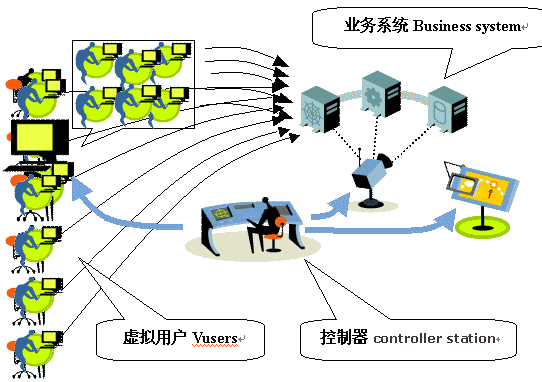 业务系统 Business system
虚拟用户 Vusers
控制器 controller station